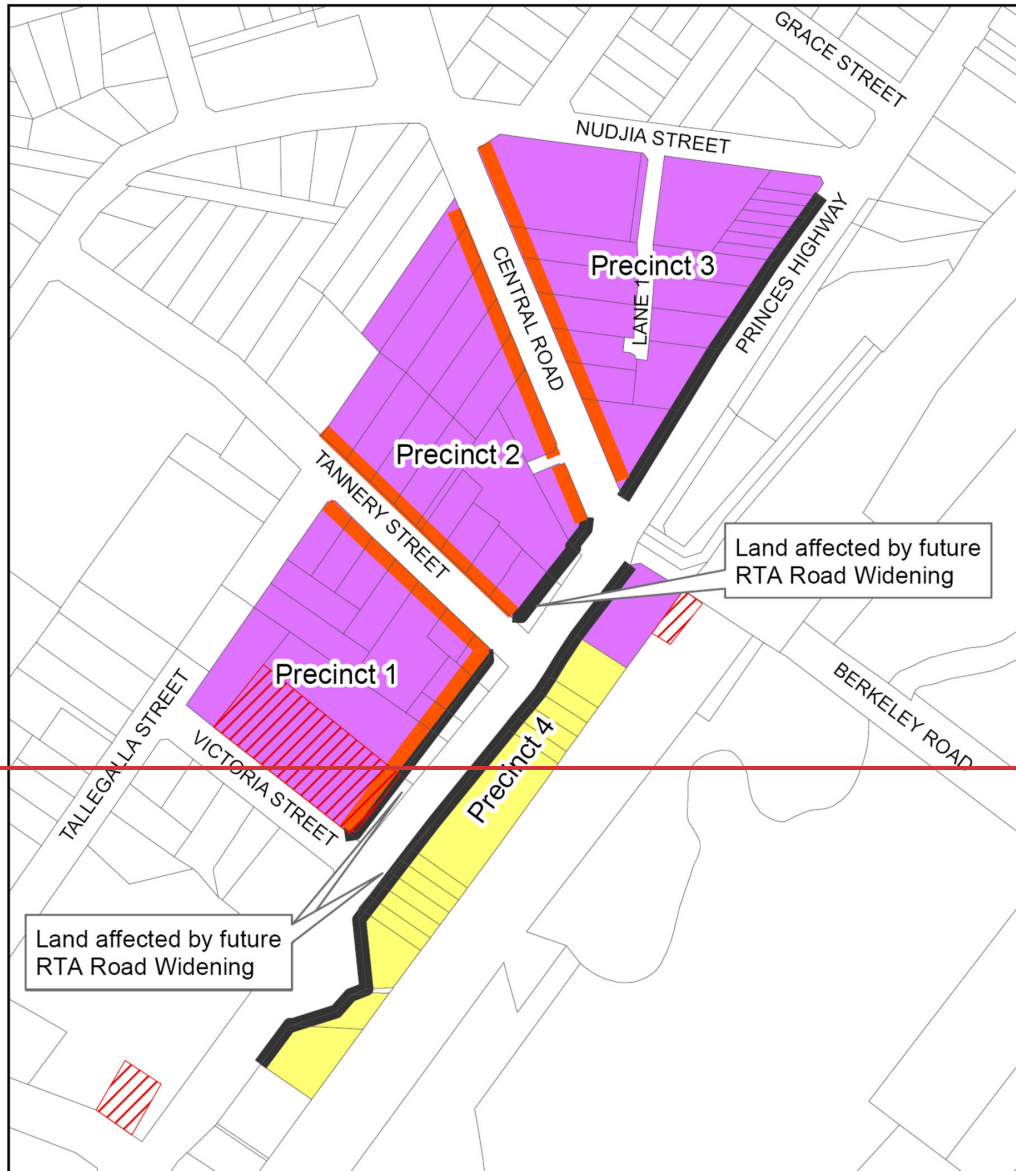 GRACE STREET
NUDJIA STREET
Precinct 3
PRINCES HIGHWAY
CENTRAL ROAD
LANE 1
Precinct 2
TANNERY STREET
Land affected by future
RTA Road Widening
Precinct 1
BERKELEY ROAD
TALLEGALLA STREET
VICTORIA STREET
Precinct 4
Land affected by future
RTA Road Widening